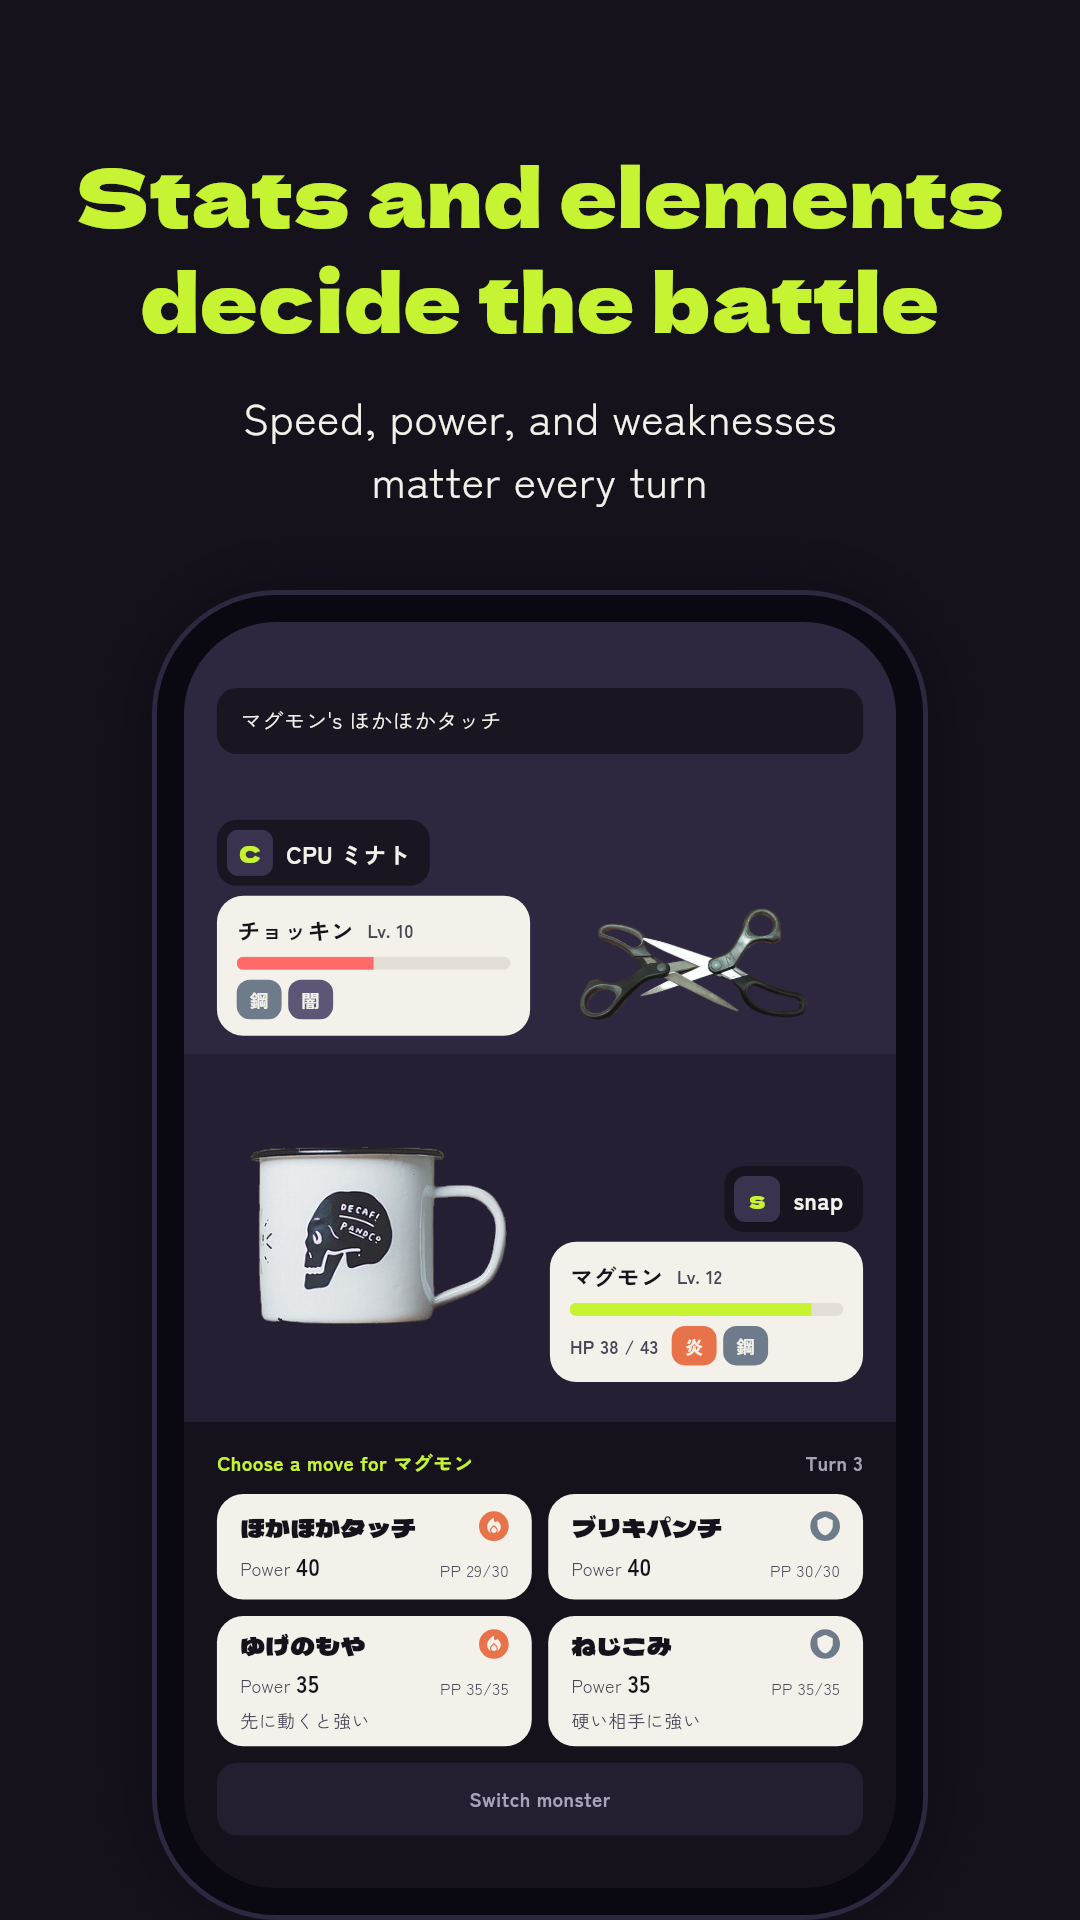 Stats and elements
decide the battle
Speed, power, and weaknesses
matter every turn
マグモン's ほかほかタッチ
C CPU ミナト
チョッキン Lv. 10
鋼 闇
DECAF!
PANDCO
s snap
マグモン Lv. 12
HP 38 / 43 炎 鋼
Choose a move for マグモン Turn 3
ほかほかタッチ
Power 40 PP 29/30
ブリキパンチ
Power 40 PP 30/30
ゆげのもや
Power 35 PP 35/35
先に動くと強い
ねじこみ
Power 35 PP 35/35
硬い相手に強い
Switch monster